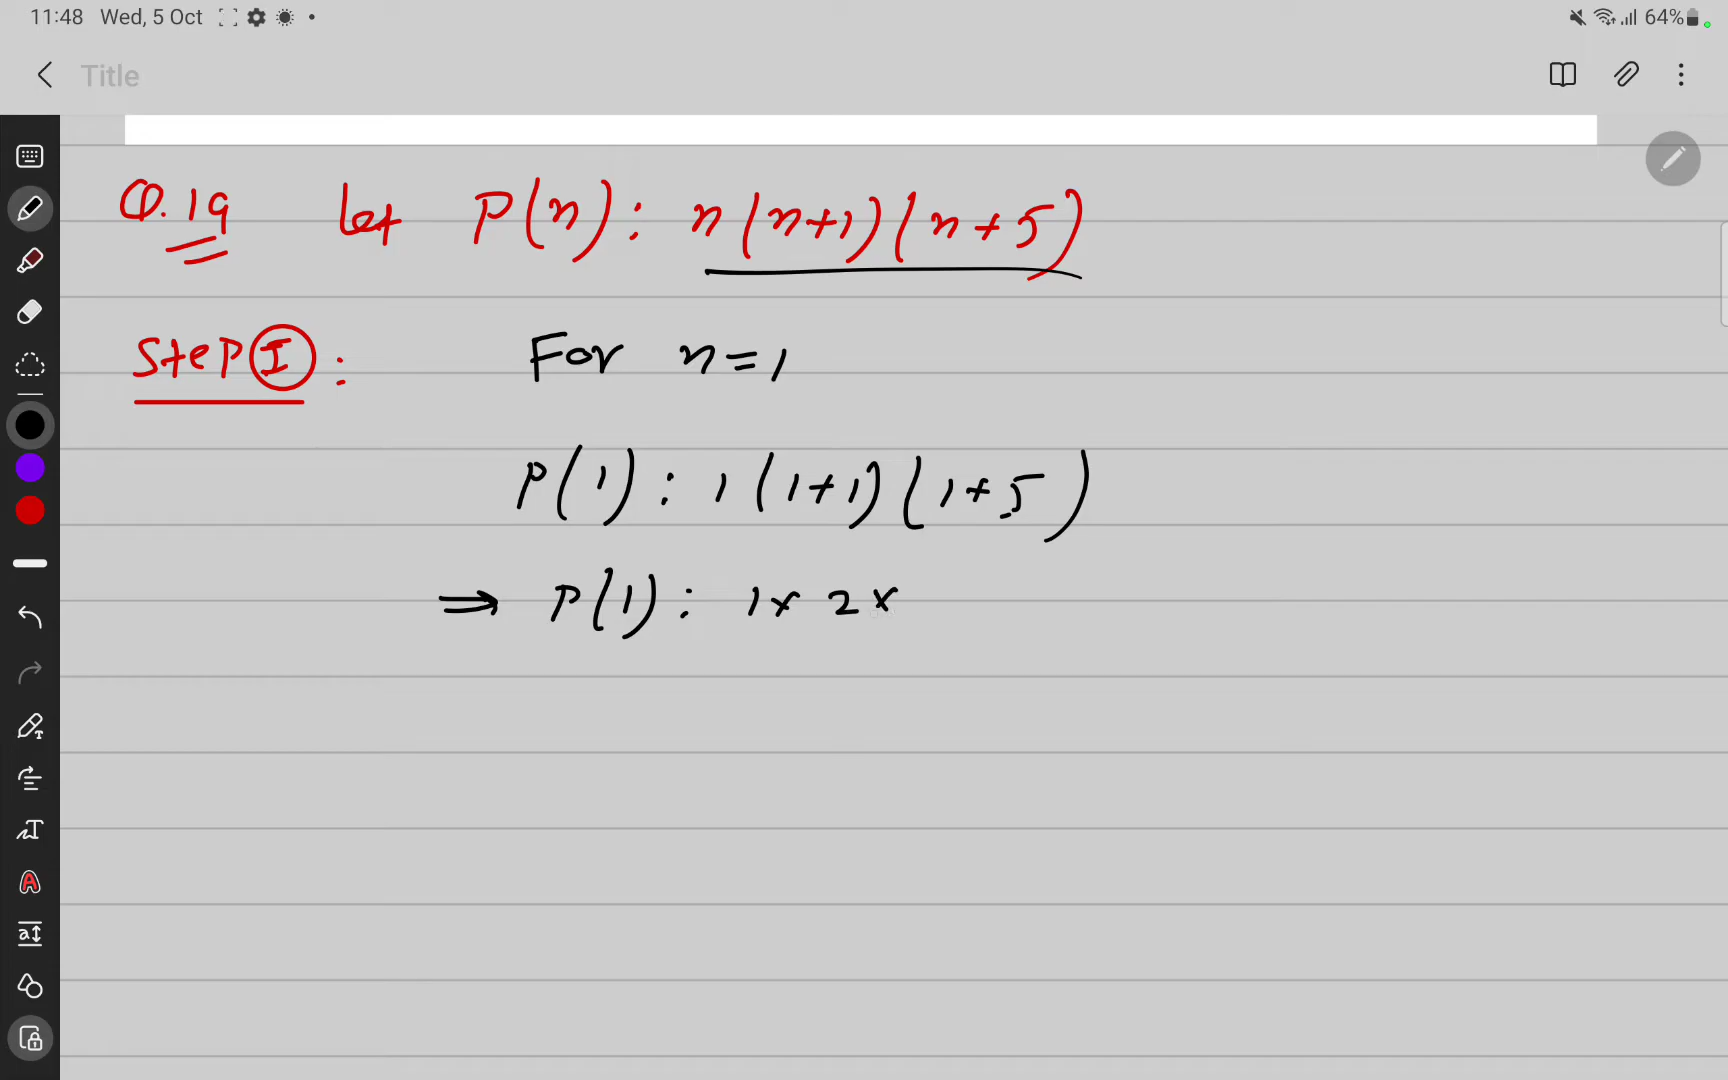 11:48 Wed, 5 Oct 64%
Title
Q.19 let P(n): n(n+1)(n+5)
Step I: For n=1
P(1): 1(1+1)(1+5)
⇒ P(1): 1× 2×